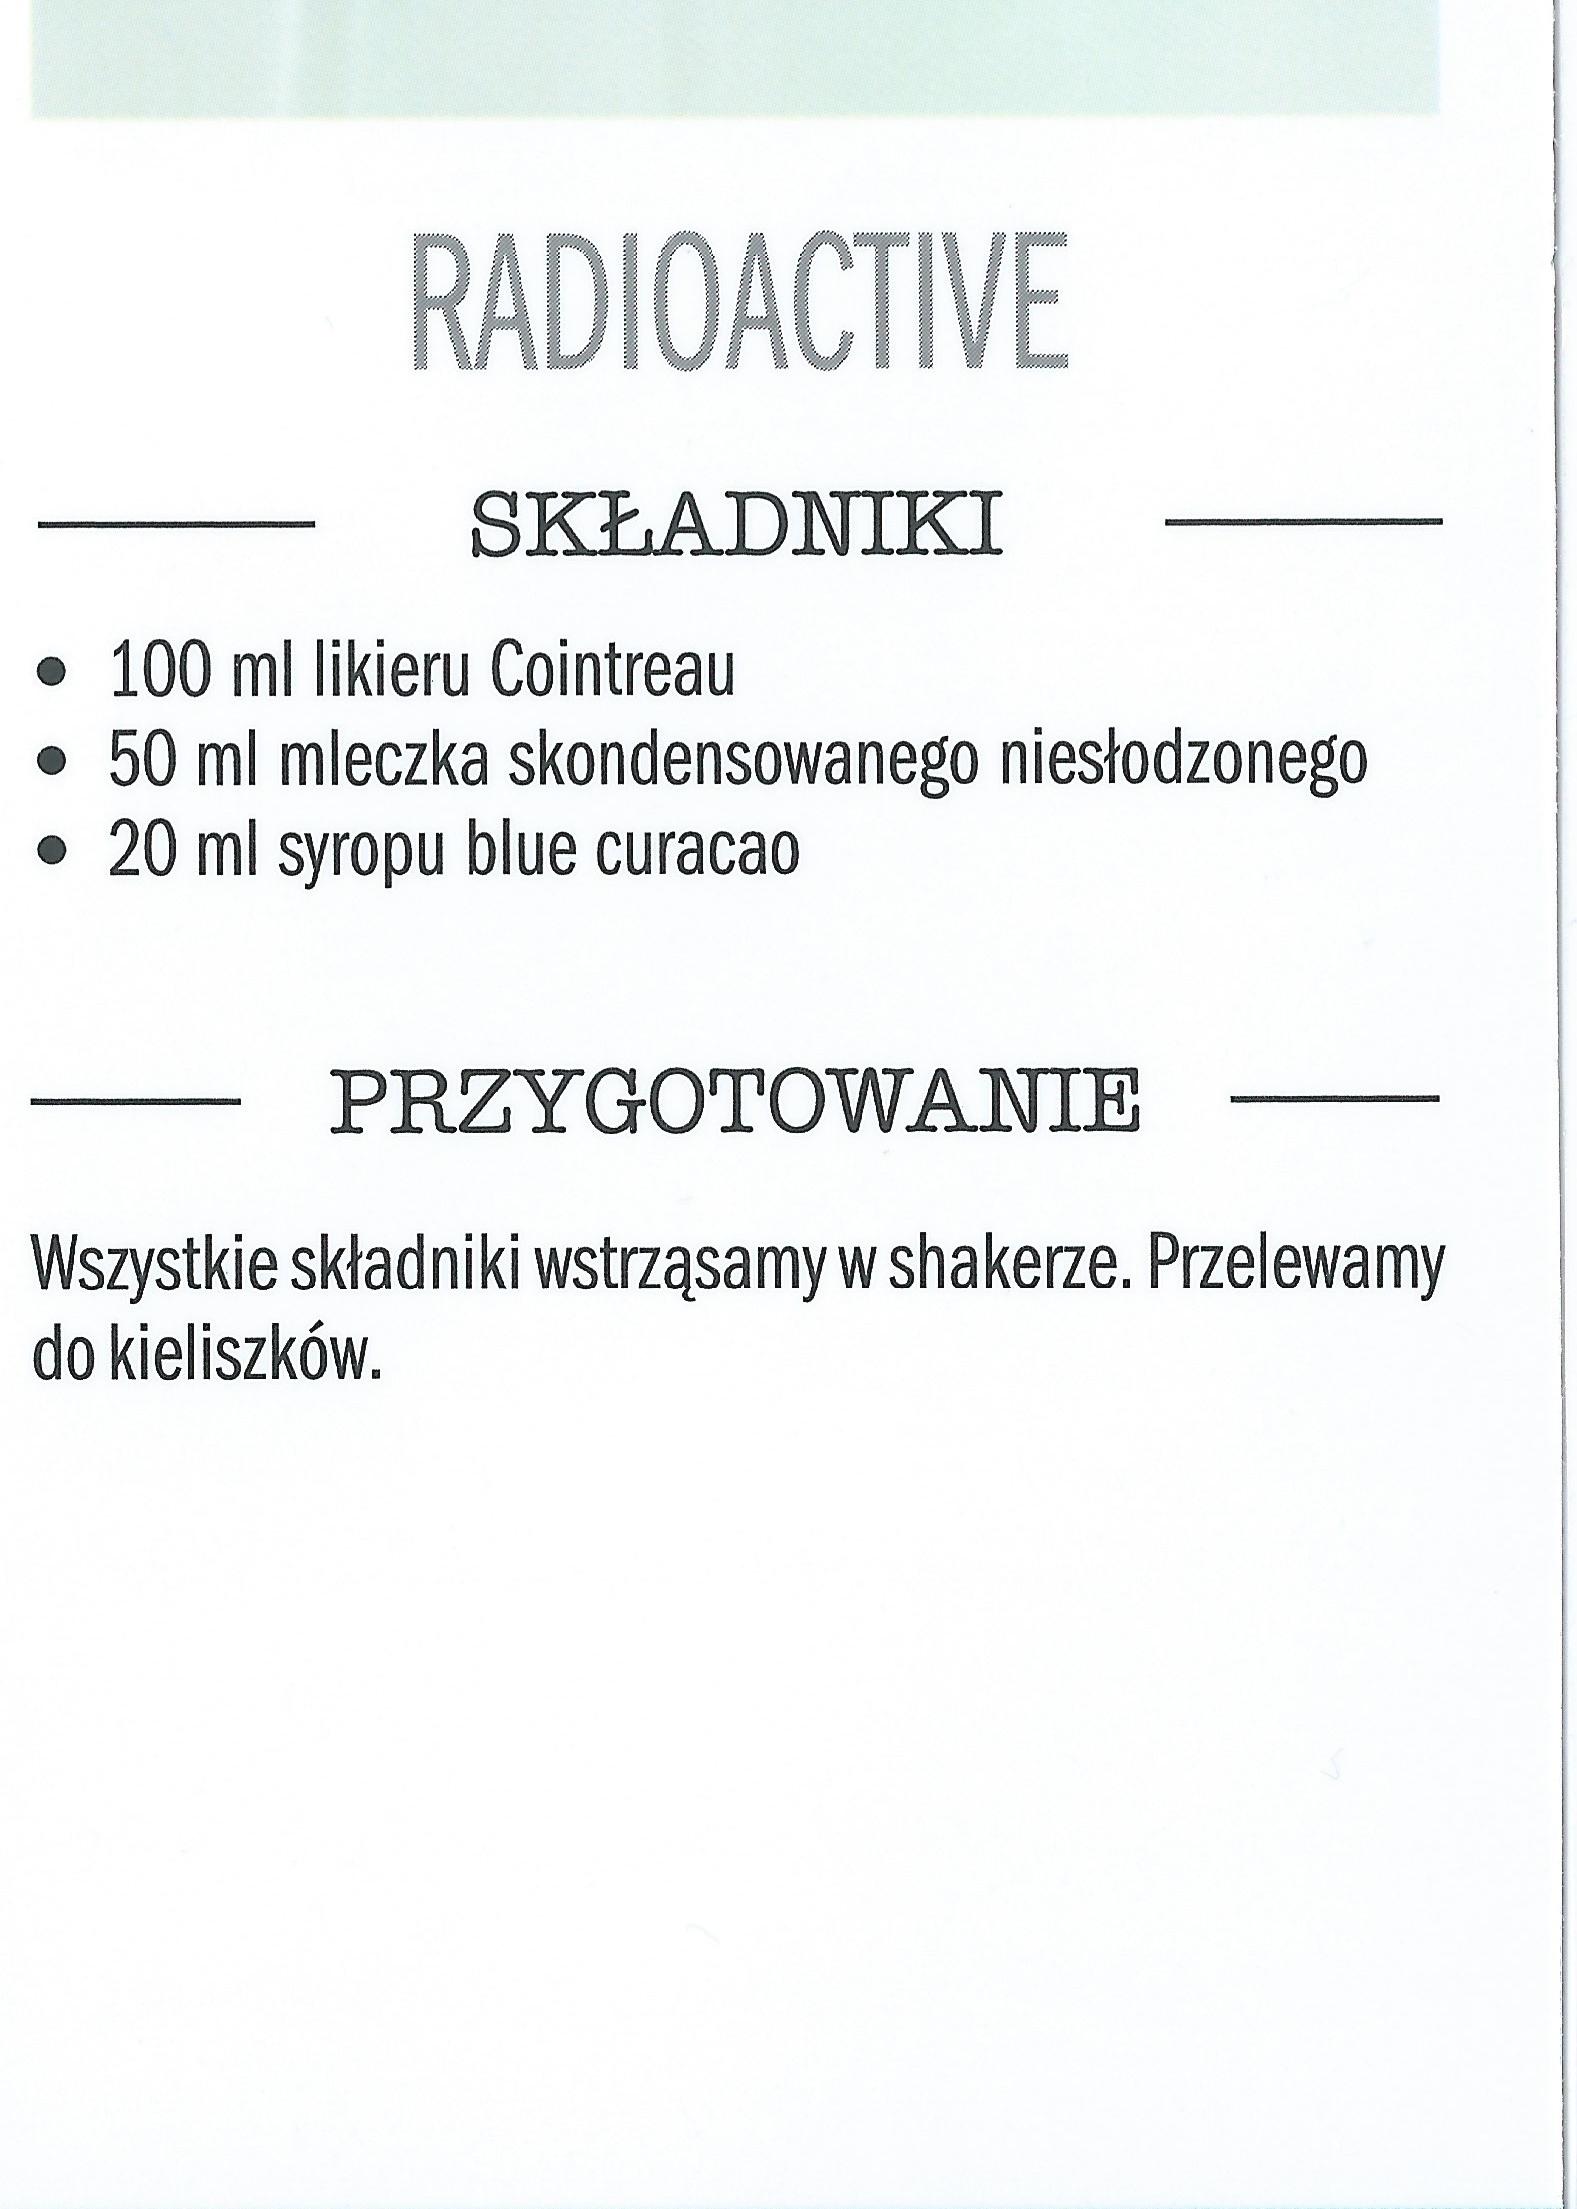 RADIOACTIVE
SKŁADNIKI
• 100 ml likieru Cointreau
• 50 ml mleczka skondensowanego niesłodzonego
• 20 ml syropu blue curacao
PRZYGOTOWANIE
Wszystkie składniki wstrząsamy w shakerze. Przelewamy
do kieliszków.